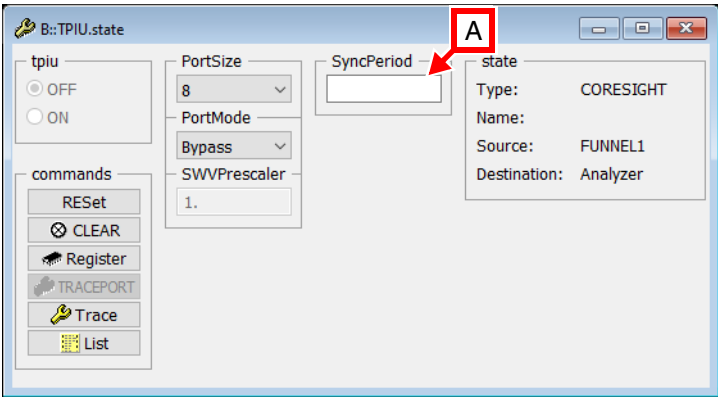 B::TPIU.state
A
tpiu
OFF
ON
commands
RESet
CLEAR
Register
TRACEPORT
Trace
List
PortSize
8
PortMode
Bypass
SWVPrescaler
1.
SyncPeriod
state
Type: CORESIGHT
Name:
Source: FUNNEL1
Destination: Analyzer